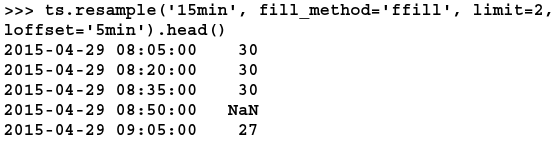 >>> ts.resample('15min', fill_method='ffill', limit=2,
loffset='5min').head()
2015-04-29 08:05:00    30
2015-04-29 08:20:00    30
2015-04-29 08:35:00    30
2015-04-29 08:50:00   NaN
2015-04-29 09:05:00    27